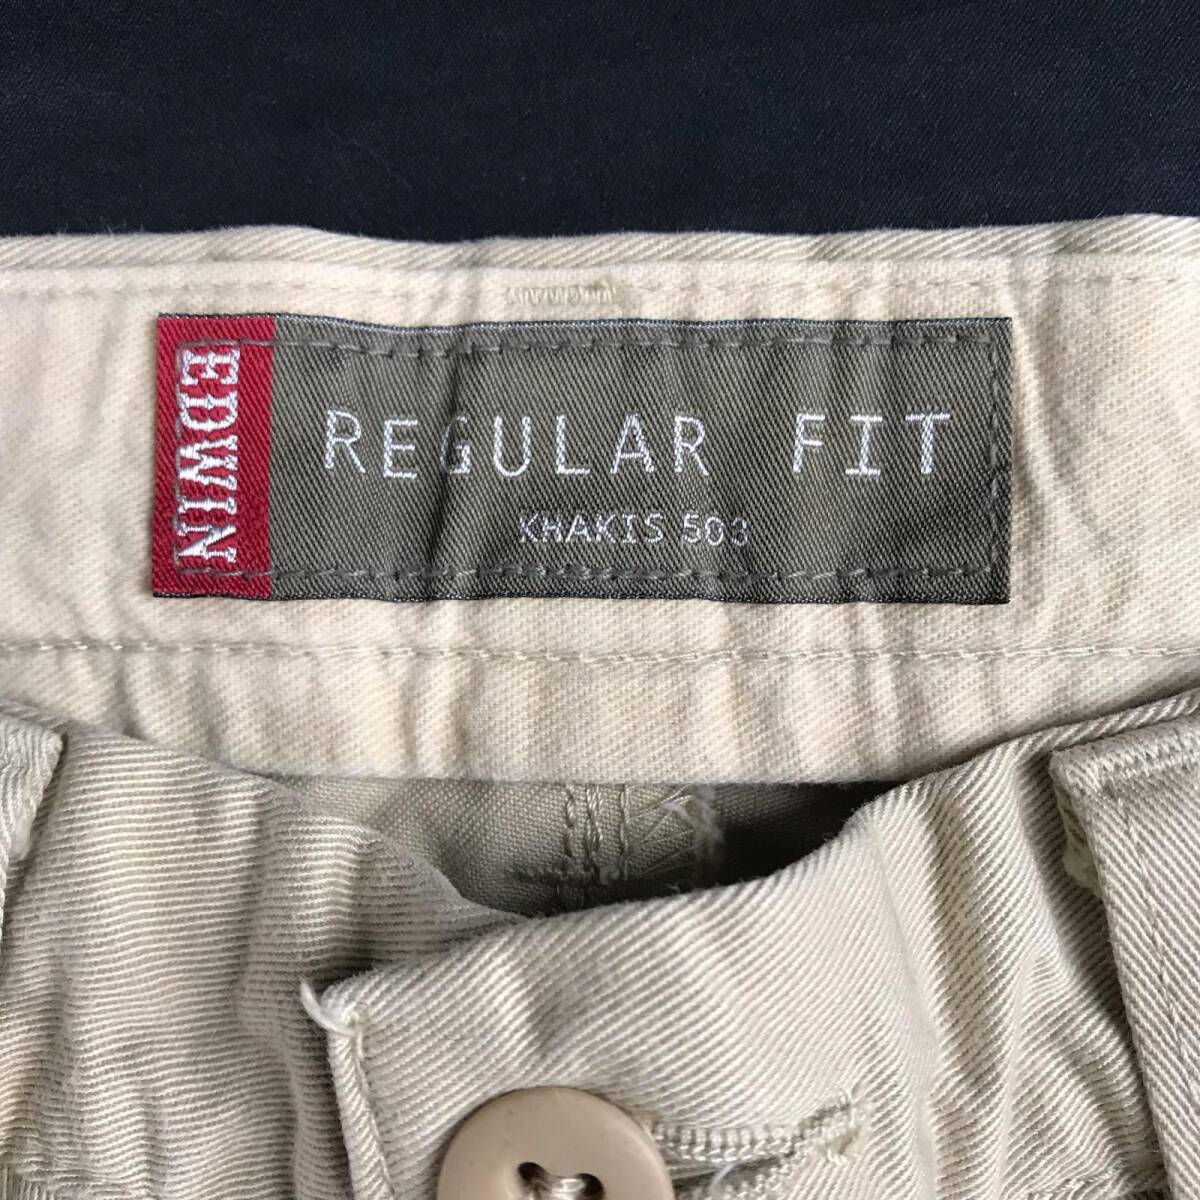 EDWIN
REGULAR FIT
KHAKIS 503